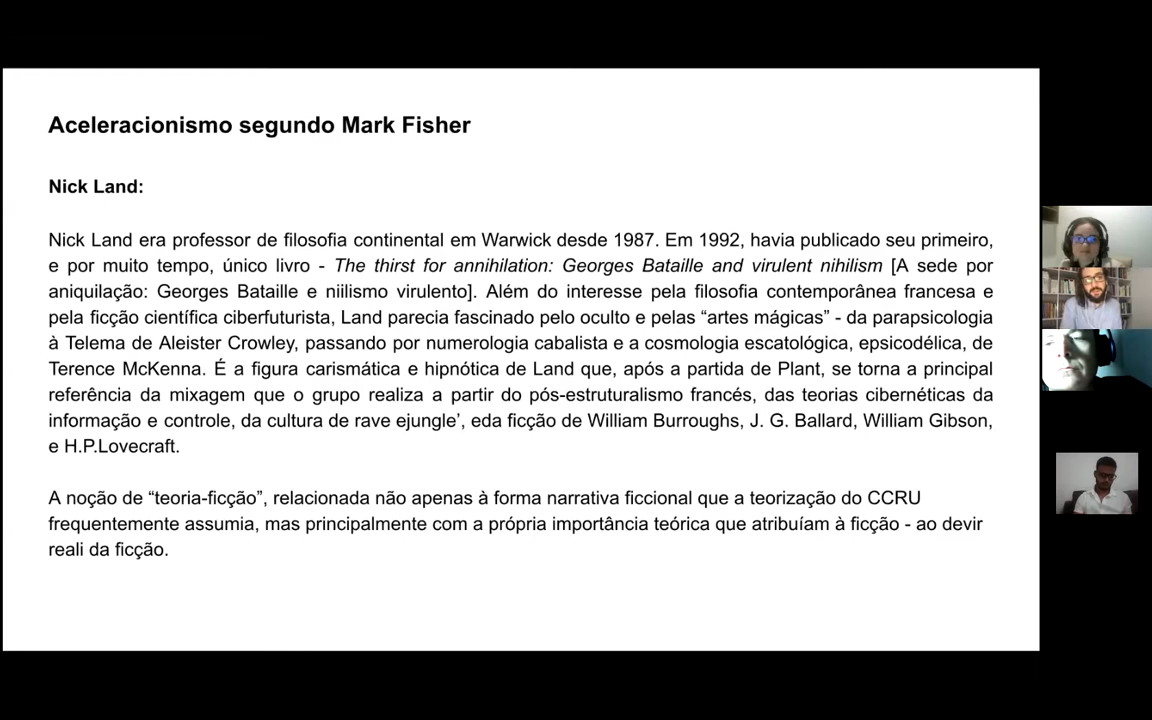 Aceleracionismo segundo Mark Fisher
Nick Land:
Nick Land era professor de filosofia continental em Warwick desde 1987. Em 1992, havia publicado seu primeiro,
e por muito tempo, único livro - The thirst for annihilation: Georges Bataille and virulent nihilism [A sede por
aniquilação: Georges Bataille e niilismo virulento]. Além do interesse pela filosofia contemporânea francesa e
pela ficção científica ciberfuturista, Land parecia fascinado pelo oculto e pelas “artes mágicas” - da parapsicologia
à Telema de Aleister Crowley, passando por numerologia cabalista e a cosmologia escatológica, epsicodélica, de
Terence McKenna. É a figura carismática e hipnótica de Land que, após a partida de Plant, se torna a principal
referência da mixagem que o grupo realiza a partir do pós-estruturalismo francés, das teorias cibernéticas da
informação e controle, da cultura de rave ejungle’, eda ficção de William Burroughs, J. G. Ballard, William Gibson,
e H.P.Lovecraft.
A noção de “teoria-ficção”, relacionada não apenas à forma narrativa ficcional que a teorização do CCRU
frequentemente assumia, mas principalmente com a própria importância teórica que atribuíam à ficção - ao devir
reali da ficção.